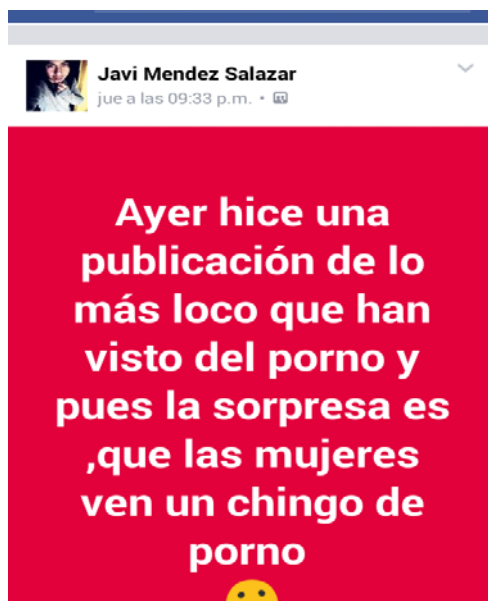 Javi Mendez Salazar
jue a las 09:33 p.m. •
Ayer hice una
publicación de lo
más loco que han
visto del porno y
pues la sorpresa es
,que las mujeres
ven un chingo de
porno